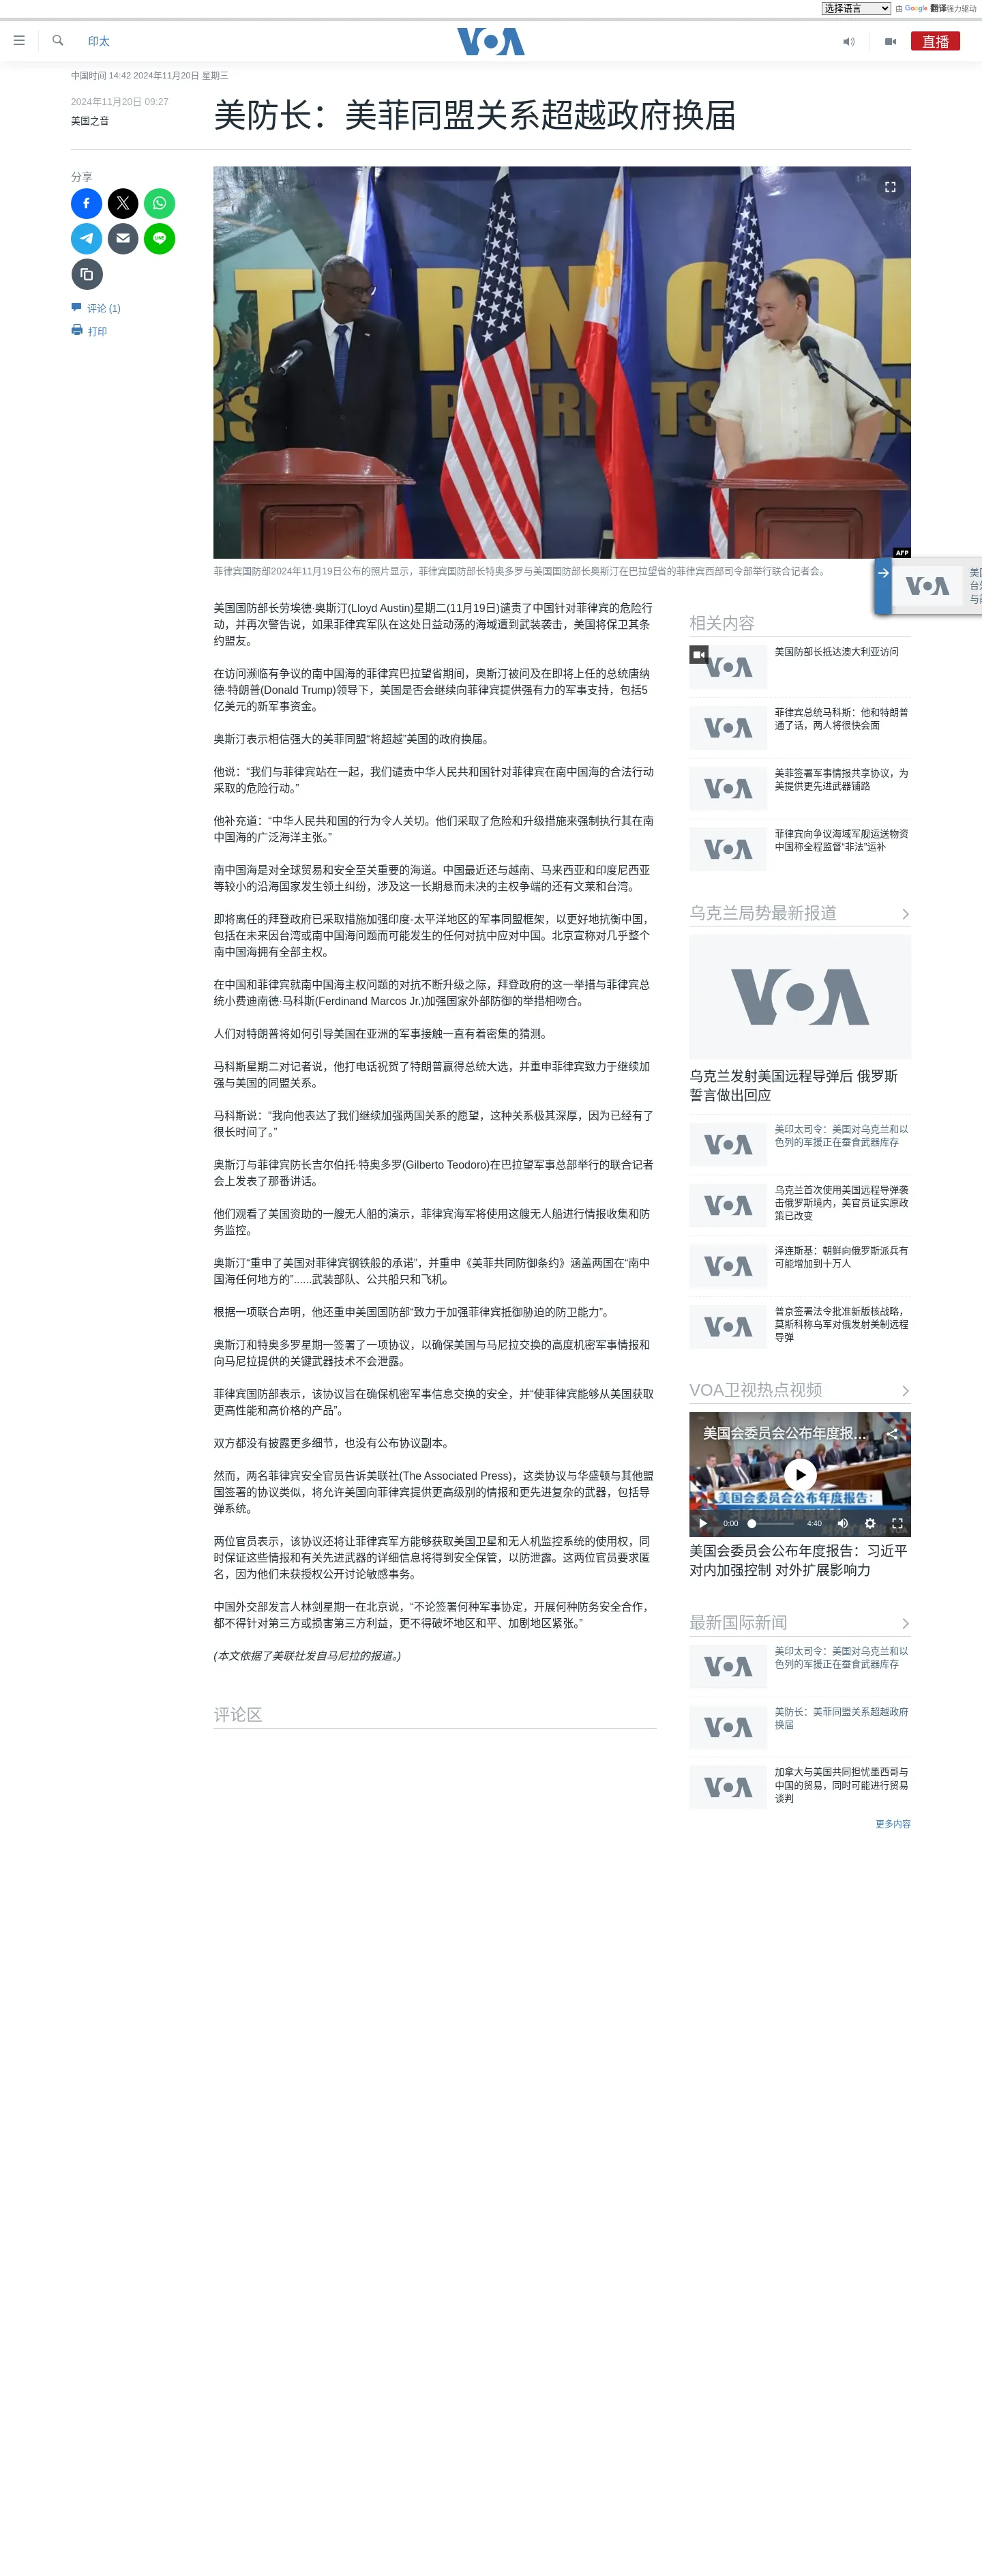 选择语言 由 Google 翻译强力驱动
印太
VOA
直播
中国时间 14:42 2024年11月20日 星期三
2024年11月20日 09:27
美国之音
美防长：美菲同盟关系超越政府换届
分享
评论 (1)
打印
AFP
菲律宾国防部2024年11月19日公布的照片显示，菲律宾国防部长特奥多罗与美国国防部长奥斯汀在巴拉望省的菲律宾西部司令部举行联合记者会。
美国国防部长劳埃德·奥斯汀(Lloyd Austin)星期二(11月19日)谴责了中国针对菲律宾的危险行
动，并再次警告说，如果菲律宾军队在这处日益动荡的海域遭到武装袭击，美国将保卫其条
约盟友。
在访问濒临有争议的南中国海的菲律宾巴拉望省期间，奥斯汀被问及在即将上任的总统唐纳
德·特朗普(Donald Trump)领导下，美国是否会继续向菲律宾提供强有力的军事支持，包括5
亿美元的新军事资金。
奥斯汀表示相信强大的美菲同盟“将超越”美国的政府换届。
他说：“我们与菲律宾站在一起，我们谴责中华人民共和国针对菲律宾在南中国海的合法行动
采取的危险行动。”
他补充道：“中华人民共和国的行为令人关切。他们采取了危险和升级措施来强制执行其在南
中国海的广泛海洋主张。”
南中国海是对全球贸易和安全至关重要的海道。中国最近还与越南、马来西亚和印度尼西亚
等较小的沿海国家发生领土纠纷，涉及这一长期悬而未决的主权争端的还有文莱和台湾。
即将离任的拜登政府已采取措施加强印度-太平洋地区的军事同盟框架，以更好地抗衡中国，
包括在未来因台湾或南中国海问题而可能发生的任何对抗中应对中国。北京宣称对几乎整个
南中国海拥有全部主权。
在中国和菲律宾就南中国海主权问题的对抗不断升级之际，拜登政府的这一举措与菲律宾总
统小费迪南德·马科斯(Ferdinand Marcos Jr.)加强国家外部防御的举措相吻合。
人们对特朗普将如何引导美国在亚洲的军事接触一直有着密集的猜测。
马科斯星期二对记者说，他打电话祝贺了特朗普赢得总统大选，并重申菲律宾致力于继续加
强与美国的同盟关系。
马科斯说：“我向他表达了我们继续加强两国关系的愿望，这种关系极其深厚，因为已经有了
很长时间了。”
奥斯汀与菲律宾防长吉尔伯托·特奥多罗(Gilberto Teodoro)在巴拉望军事总部举行的联合记者
会上发表了那番讲话。
他们观看了美国资助的一艘无人船的演示，菲律宾海军将使用这艘无人船进行情报收集和防
务监控。
奥斯汀“重申了美国对菲律宾钢铁般的承诺”，并重申《美菲共同防御条约》涵盖两国在“南中
国海任何地方的”......武装部队、公共船只和飞机。
根据一项联合声明，他还重申美国国防部“致力于加强菲律宾抵御胁迫的防卫能力”。
奥斯汀和特奥多罗星期一签署了一项协议，以确保美国与马尼拉交换的高度机密军事情报和
向马尼拉提供的关键武器技术不会泄露。
菲律宾国防部表示，该协议旨在确保机密军事信息交换的安全，并“使菲律宾能够从美国获取
更高性能和高价格的产品”。
双方都没有披露更多细节，也没有公布协议副本。
然而，两名菲律宾安全官员告诉美联社(The Associated Press)，这类协议与华盛顿与其他盟
国签署的协议类似，将允许美国向菲律宾提供更高级别的情报和更先进复杂的武器，包括导
弹系统。
两位官员表示，该协议还将让菲律宾军方能够获取美国卫星和无人机监控系统的使用权，同
时保证这些情报和有关先进武器的详细信息将得到安全保管，以防泄露。这两位官员要求匿
名，因为他们未获授权公开讨论敏感事务。
中国外交部发言人林剑星期一在北京说，“不论签署何种军事协定，开展何种防务安全合作，
都不得针对第三方或损害第三方利益，更不得破坏地区和平、加剧地区紧张。”
(本文依据了美联社发自马尼拉的报道。)
评论区
相关内容
美国防部长抵达澳大利亚访问
菲律宾总统马科斯：他和特朗普
通了话，两人将很快会面
美菲签署军事情报共享协议，为
美提供更先进武器铺路
菲律宾向争议海域军舰运送物资
中国称全程监督“非法”运补
乌克兰局势最新报道
VOA
乌克兰发射美国远程导弹后 俄罗斯
誓言做出回应
美印太司令：美国对乌克兰和以
色列的军援正在蚕食武器库存
乌克兰首次使用美国远程导弹袭
击俄罗斯境内，美官员证实原政
策已改变
泽连斯基：朝鲜向俄罗斯派兵有
可能增加到十万人
普京签署法令批准新版核战略，
莫斯科称乌军对俄发射美制远程
导弹
VOA卫视热点视频
美国会委员会公布年度报...
美国会委员会公布年度报告：
0:00 4:40
美国会委员会公布年度报告：习近平
对内加强控制 对外扩展影响力
最新国际新闻
美印太司令：美国对乌克兰和以
色列的军援正在蚕食武器库存
美防长：美菲同盟关系超越政府
换届
加拿大与美国共同担忧墨西哥与
中国的贸易，同时可能进行贸易
谈判
更多内容